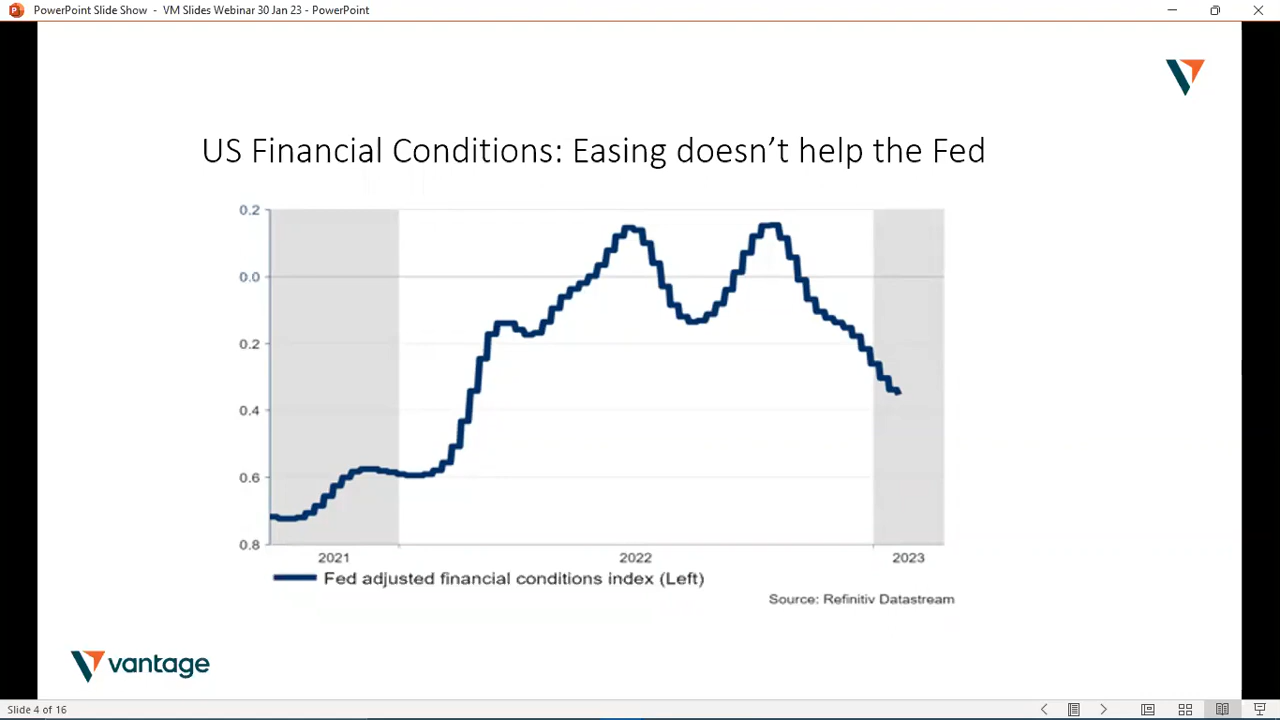 PowerPoint Slide Show - VM Slides Webinar 30 Jan 23 - PowerPoint
US Financial Conditions: Easing doesn't help the Fed
0.2
0.0
0.2
0.4
0.6
0.8
2021 2022 2023
Fed adjusted financial conditions index (Left)
Source: Refinitiv Datastream
vantage
Slide 4 of 16